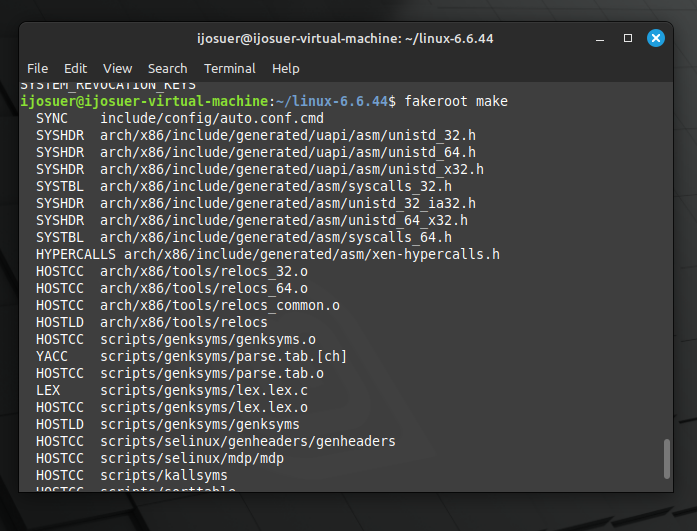 ijosuer@ijosuer-virtual-machine: ~/linux-6.6.44
File Edit View Search Terminal Help
SYSTEM_REVOCATION_KEYS
ijosuer@ijosuer-virtual-machine:~/linux-6.6.44$ fakeroot make
SYNC include/config/auto.conf.cmd
SYSHDR arch/x86/include/generated/uapi/asm/unistd_32.h
SYSHDR arch/x86/include/generated/uapi/asm/unistd_64.h
SYSHDR arch/x86/include/generated/uapi/asm/unistd_x32.h
SYSTBL arch/x86/include/generated/asm/syscalls_32.h
SYSHDR arch/x86/include/generated/asm/unistd_32_ia32.h
SYSHDR arch/x86/include/generated/asm/unistd_64_x32.h
SYSTBL arch/x86/include/generated/asm/syscalls_64.h
HYPERCALLS arch/x86/include/generated/asm/xen-hypercalls.h
HOSTCC arch/x86/tools/relocs_32.o
HOSTCC arch/x86/tools/relocs_64.o
HOSTCC arch/x86/tools/relocs_common.o
HOSTLD arch/x86/tools/relocs
HOSTCC scripts/genksyms/genksyms.o
YACC scripts/genksyms/parse.tab.[ch]
HOSTCC scripts/genksyms/parse.tab.o
LEX scripts/genksyms/lex.lex.c
HOSTCC scripts/genksyms/lex.lex.o
HOSTLD scripts/genksyms/genksyms
HOSTCC scripts/selinux/genheaders/genheaders
HOSTCC scripts/selinux/mdp/mdp
HOSTCC scripts/kallsyms
HOSTCC scripts/sorttable